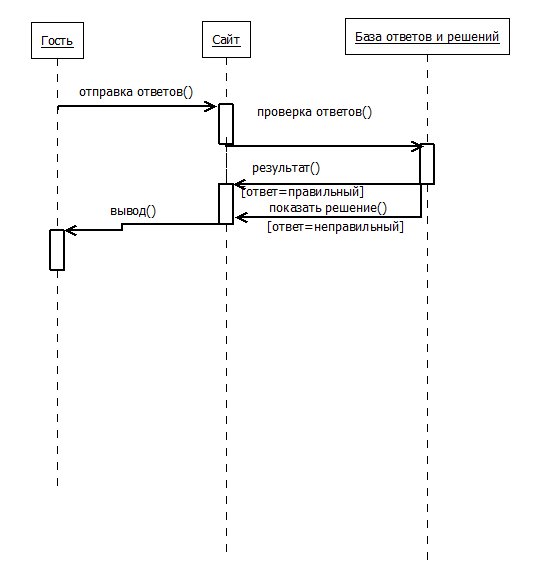 Гость
Сайт
База ответов и решений
отправка ответов()
проверка ответов()
результат()
[ответ=правильный]
показать решение()
вывод()
[ответ=неправильный]